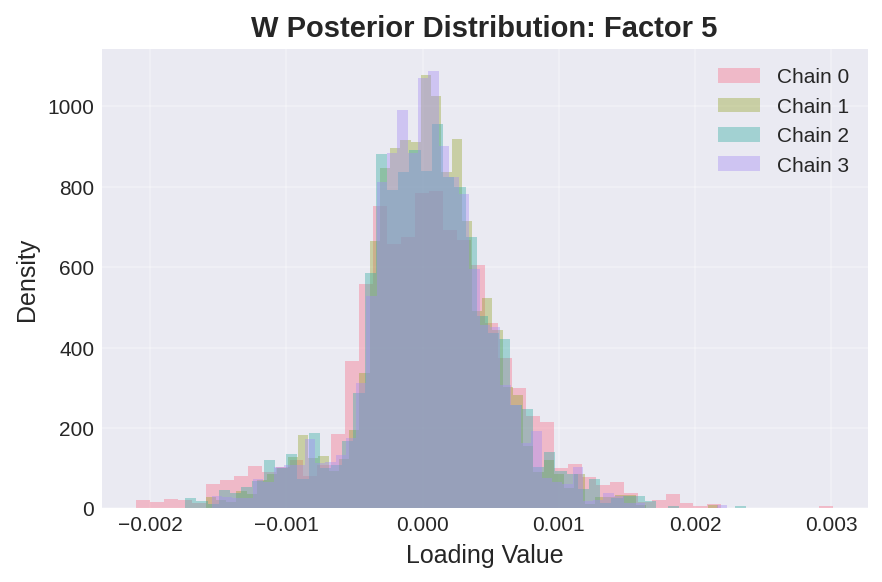 W Posterior Distribution: Factor 5
Chain 0
Chain 1
Chain 2
Chain 3
Density
1000
800
600
400
200
0
−0.002
−0.001
0.000
0.001
0.002
0.003
Loading Value